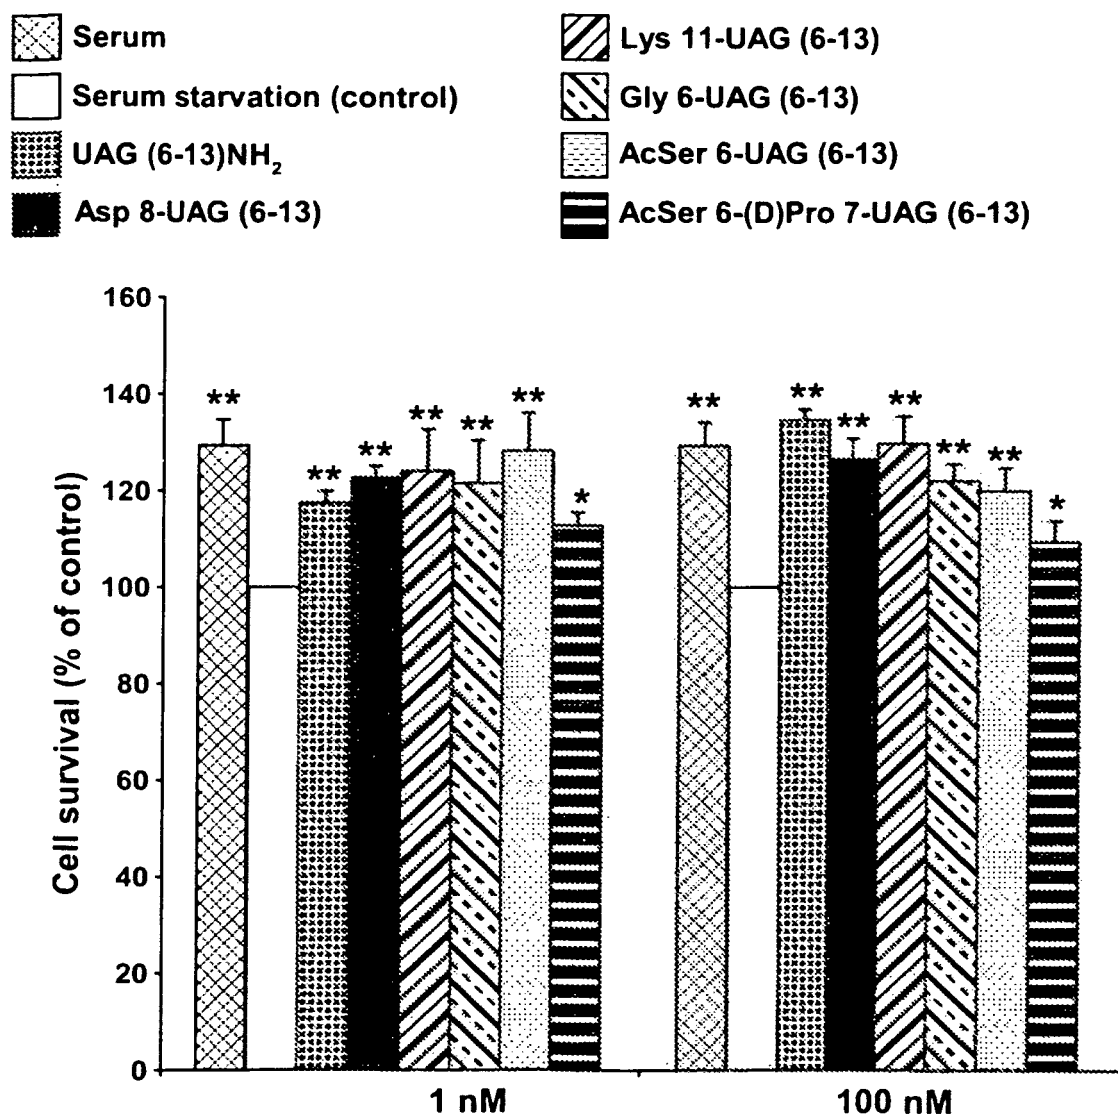 Serum
Serum starvation (control)
UAG (6-13)NH₂
Asp 8-UAG (6-13)
Lys 11-UAG (6-13)
Gly 6-UAG (6-13)
AcSer 6-UAG (6-13)
AcSer 6-(D)Pro 7-UAG (6-13)
Cell survival (% of control)
160
140
120
100
80
60
40
20
0
** ** ** ** ** ** *
** ** ** ** ** ** *
1 nM
100 nM